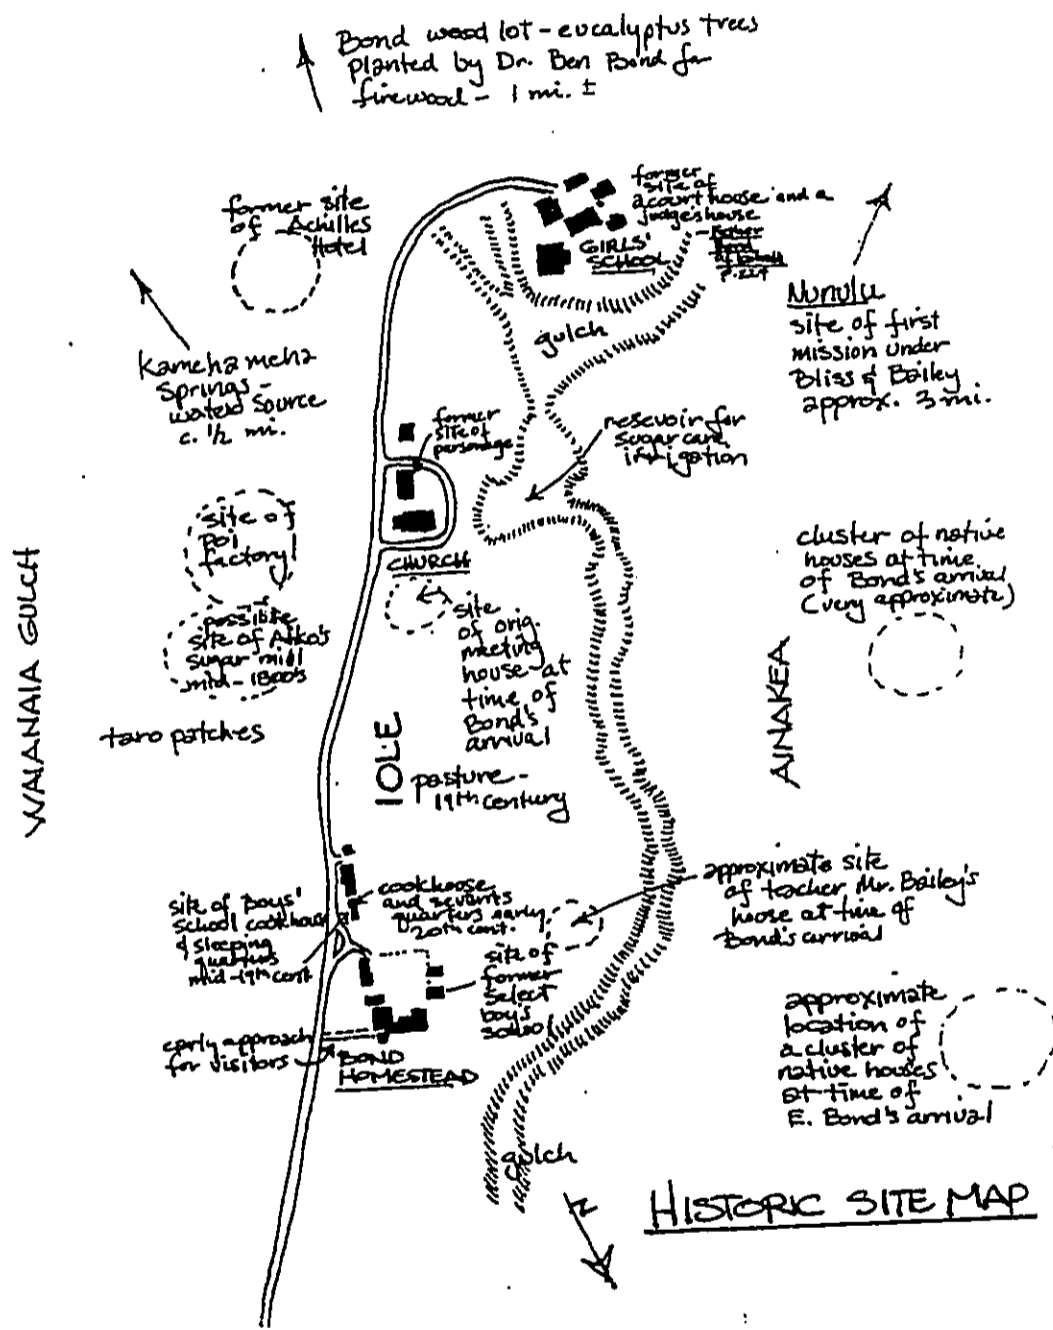 Bond wood lot - eucalyptus trees
planted by Dr. Ben Bond for
firewood - 1 mi. ±
former site
of Achilles
Hotel
former
site of
a court house and a
judge's house
GIRLS'
SCHOOL
p. 224
Nunulu
site of first
mission under
Bliss & Bailey
approx. 3 mi.
gulch
Kamehameha
Springs -
water source
c. 1/2 mi.
former
site of
parsonage
resevoir for
sugar cane
irrigation
site of
poi
factory
CHURCH
cluster of native
houses at time
of Bond's arrival
(very approximate)
possible
site of Aiko's
sugar mill
mid-1800's
site
of orig.
meeting
house at
time of
Bond's
arrival
WAIANAIA GULCH
taro patches
IOLE
AINAKEA
pasture -
19th century
site of boys'
school cookhouse
& sleeping
quarters
mid-19th cent
cookhouse
and servants
quarters early
20th cent.
approximate site
of teacher Mr. Bailey's
house at time of
Bond's arrival
site of
former
select
boy's
school
early approach
for visitors
BOND
HOMESTEAD
approximate
location of
a cluster of
native houses
at time of
E. Bond's arrival
gulch
N
HISTORIC SITE MAP